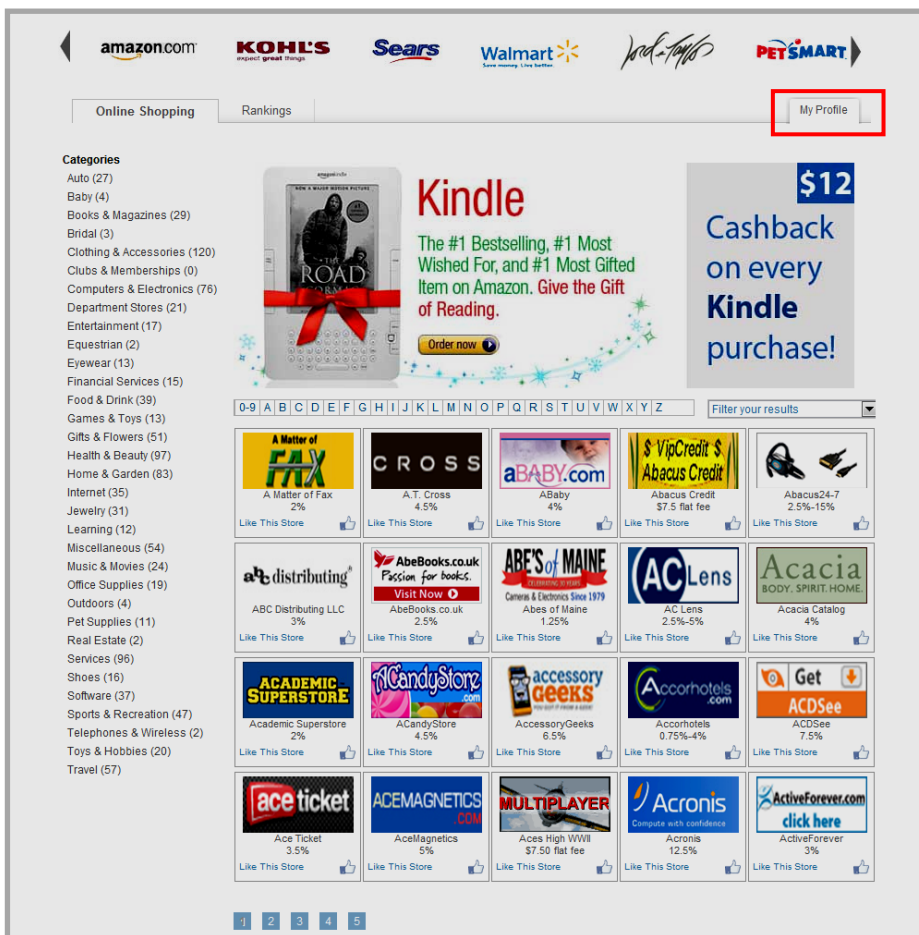 amazon.com
KOHL'S
expect great things
Sears
Walmart
Save money. Live better.
Lord & Taylor
PETSMART
Online Shopping
Rankings
My Profile
Categories
Auto (27)
Baby (4)
Books & Magazines (29)
Bridal (3)
Clothing & Accessories (120)
Clubs & Memberships (0)
Computers & Electronics (76)
Department Stores (21)
Entertainment (17)
Equestrian (2)
Eyewear (13)
Financial Services (15)
Food & Drink (39)
Games & Toys (13)
Gifts & Flowers (51)
Health & Beauty (97)
Home & Garden (83)
Internet (35)
Jewelry (31)
Learning (12)
Miscellaneous (54)
Music & Movies (24)
Office Supplies (19)
Outdoors (4)
Pet Supplies (11)
Real Estate (2)
Services (96)
Shoes (16)
Software (37)
Sports & Recreation (47)
Telephones & Wireless (2)
Toys & Hobbies (20)
Travel (57)
amazonkindle
NOW A MAJOR MOTION PICTURE
THE
ROAD
Kindle
The #1 Bestselling, #1 Most
Wished For, and #1 Most Gifted
Item on Amazon. Give the Gift
of Reading.
Order now
$12
Cashback
on every
Kindle
purchase!
0-9 A B C D E F G H I J K L M N O P Q R S T U V W X Y Z
Filter your results
A Matter of
FAX
A Matter of Fax
2%
Like This Store
CROSS
A.T. Cross
4.5%
Like This Store
aBABY.com
ABaby
4%
Like This Store
$ VipCredit $
Abacus Credit
Abacus Credit
$7.5 flat fee
Like This Store
Abacus24-7
2.5%-15%
Like This Store
abc distributing
ABC Distributing LLC
3%
Like This Store
AbeBooks.co.uk
Passion for books.
Visit Now
AbeBooks.co.uk
2.5%
Like This Store
ABE'S of MAINE
CELEBRATING 30 YEARS
Cameras & Electronics Since 1979
Abes of Maine
1.25%
Like This Store
AC Lens
AC Lens
2.5%-5%
Like This Store
Acacia
BODY. SPIRIT. HOME.
Acacia Catalog
4%
Like This Store
ACADEMIC
SUPERSTORE
Academic Superstore
2%
Like This Store
ACandyStore
.com
ACandyStore
4.5%
Like This Store
accessory
GEEKS
YOU GOT IT FROM A GEEK!
AccessoryGeeks
6.5%
Like This Store
Accorhotels
.com
Accorhotels
0.75%-4%
Like This Store
Get
ACDSee
ACDSee
7.5%
Like This Store
ace ticket
Ace Ticket
3.5%
Like This Store
ACEMAGNETICS
.COM
AceMagnetics
5%
Like This Store
MULTIPLAYER
Aces High WWII
$7.50 flat fee
Like This Store
Acronis
Compute with confidence
Acronis
12.5%
Like This Store
ActiveForever.com
click here
ActiveForever
3%
Like This Store
1 2 3 4 5